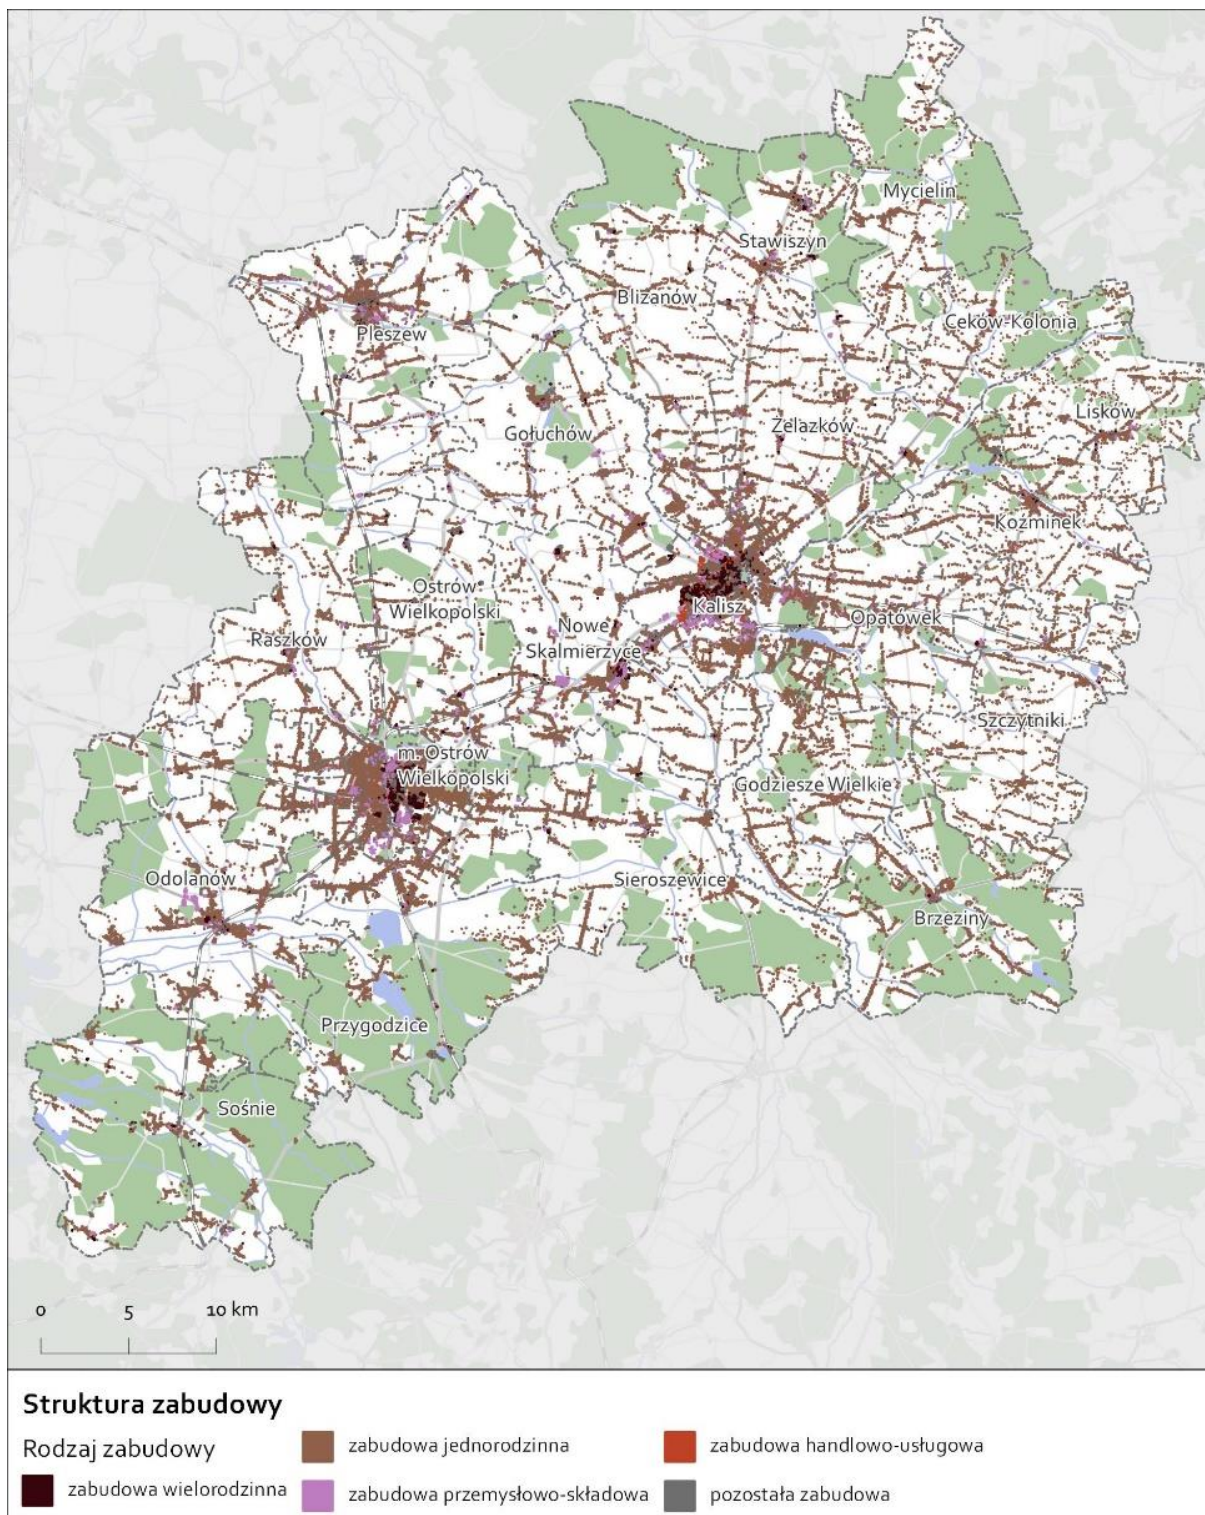 Mycielin
Stawiszyn
Blizanów
Pleszew
Ceków-Kolonia
Lisków
Gołuchów
Żelazków
Koźminek
Ostrów
Wielkopolski
Kalisz
Opatówek
Nowe
Skalmierzyce
Raszków
Szczytniki
m. Ostrów
Wielkopolski
Godziesze Wielkie
Odolanów
Sieroszewice
Brzeziny
Przygodzice
Sośnie
0 5 10 km
Struktura zabudowy
Rodzaj zabudowy
zabudowa wielorodzinna
zabudowa jednorodzinna
zabudowa przemysłowo-składowa
zabudowa handlowo-usługowa
pozostała zabudowa